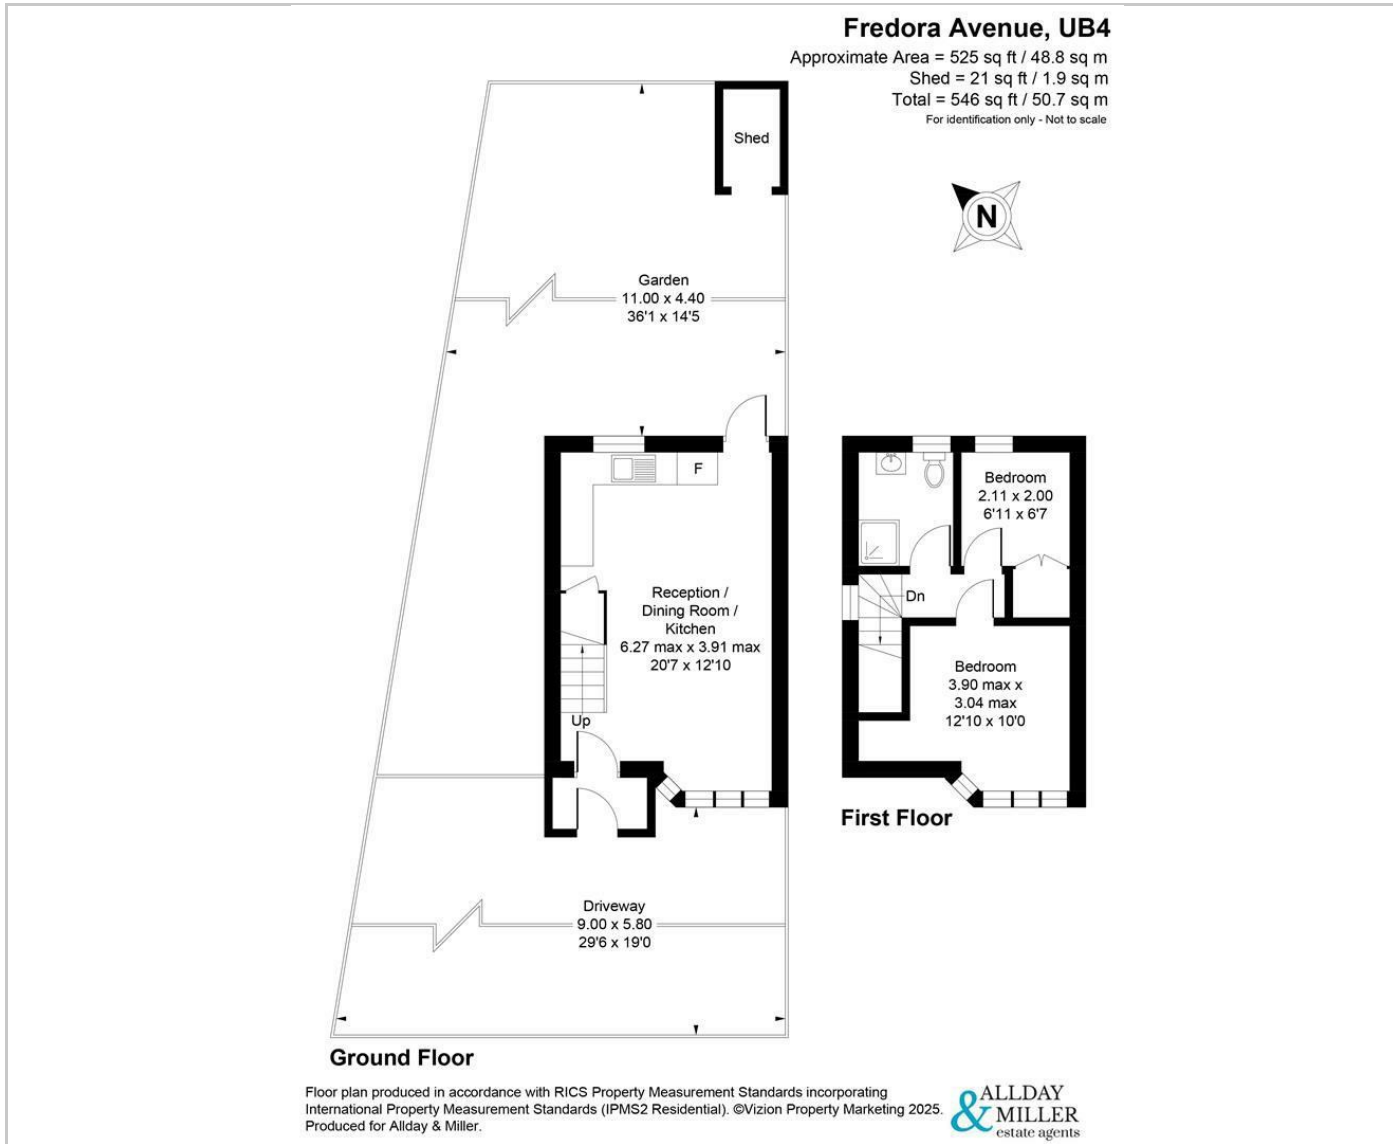 Fredora Avenue, UB4
Approximate Area = 525 sq ft / 48.8 sq m
Shed = 21 sq ft / 1.9 sq m
Total = 546 sq ft / 50.7 sq m
For identification only - Not to scale
N
Shed
Garden
11.00 x 4.40
36'1 x 14'5
F
Reception /
Dining Room /
Kitchen
6.27 max x 3.91 max
20'7 x 12'10
Up
Driveway
9.00 x 5.80
29'6 x 19'0
Ground Floor
Bedroom
2.11 x 2.00
6'11 x 6'7
Dn
Bedroom
3.90 max x
3.04 max
12'10 x 10'0
First Floor
Floor plan produced in accordance with RICS Property Measurement Standards incorporating
International Property Measurement Standards (IPMS2 Residential). ©Vizion Property Marketing 2025.
Produced for Allday & Miller.
ALLDAY
& MILLER
estate agents